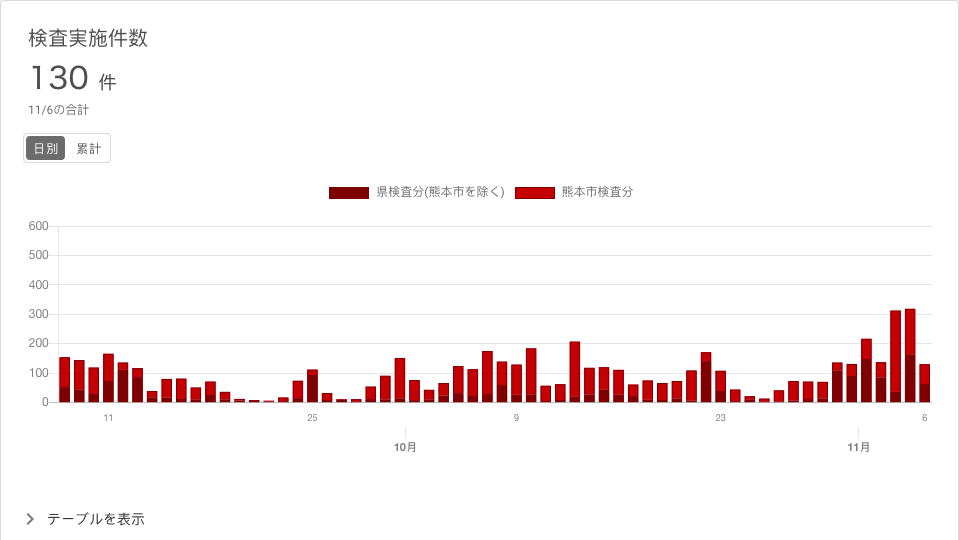 検査実施件数
130 件
11/6の合計
日別 累計
県検査分(熊本市を除く) 熊本市検査分
600
500
400
300
200
100
0
11 25 9 23 6
10月 11月
テーブルを表示